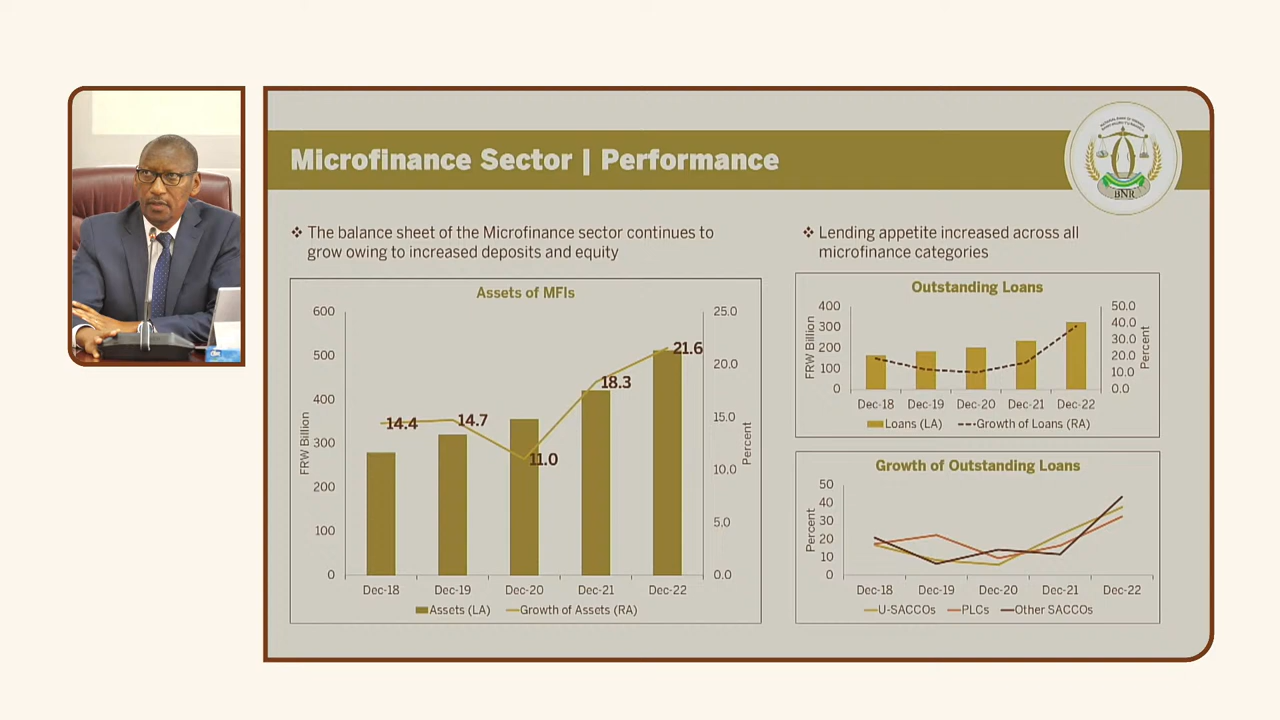 Microfinance Sector | Performance
BNR
❖ The balance sheet of the Microfinance sector continues to
grow owing to increased deposits and equity
Assets of MFIs
600
500
400
300
200
100
0
FRW Billion
25.0
20.0
15.0
10.0
5.0
0.0
Percent
14.4
14.7
11.0
18.3
21.6
Dec-18 Dec-19 Dec-20 Dec-21 Dec-22
Assets (LA) Growth of Assets (RA)
❖ Lending appetite increased across all
microfinance categories
Outstanding Loans
400
300
200
100
0
FRW Billion
50.0
40.0
30.0
20.0
10.0
0.0
Percent
Dec-18 Dec-19 Dec-20 Dec-21 Dec-22
Loans (LA) Growth of Loans (RA)
Growth of Outstanding Loans
50
40
30
20
10
0
Percent
Dec-18 Dec-19 Dec-20 Dec-21 Dec-22
U-SACCOs PLCs Other SACCOs